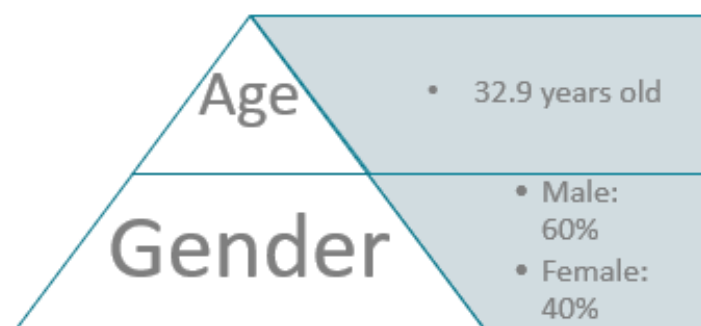 Age
• 32.9 years old
Gender
• Male:
60%
• Female:
40%